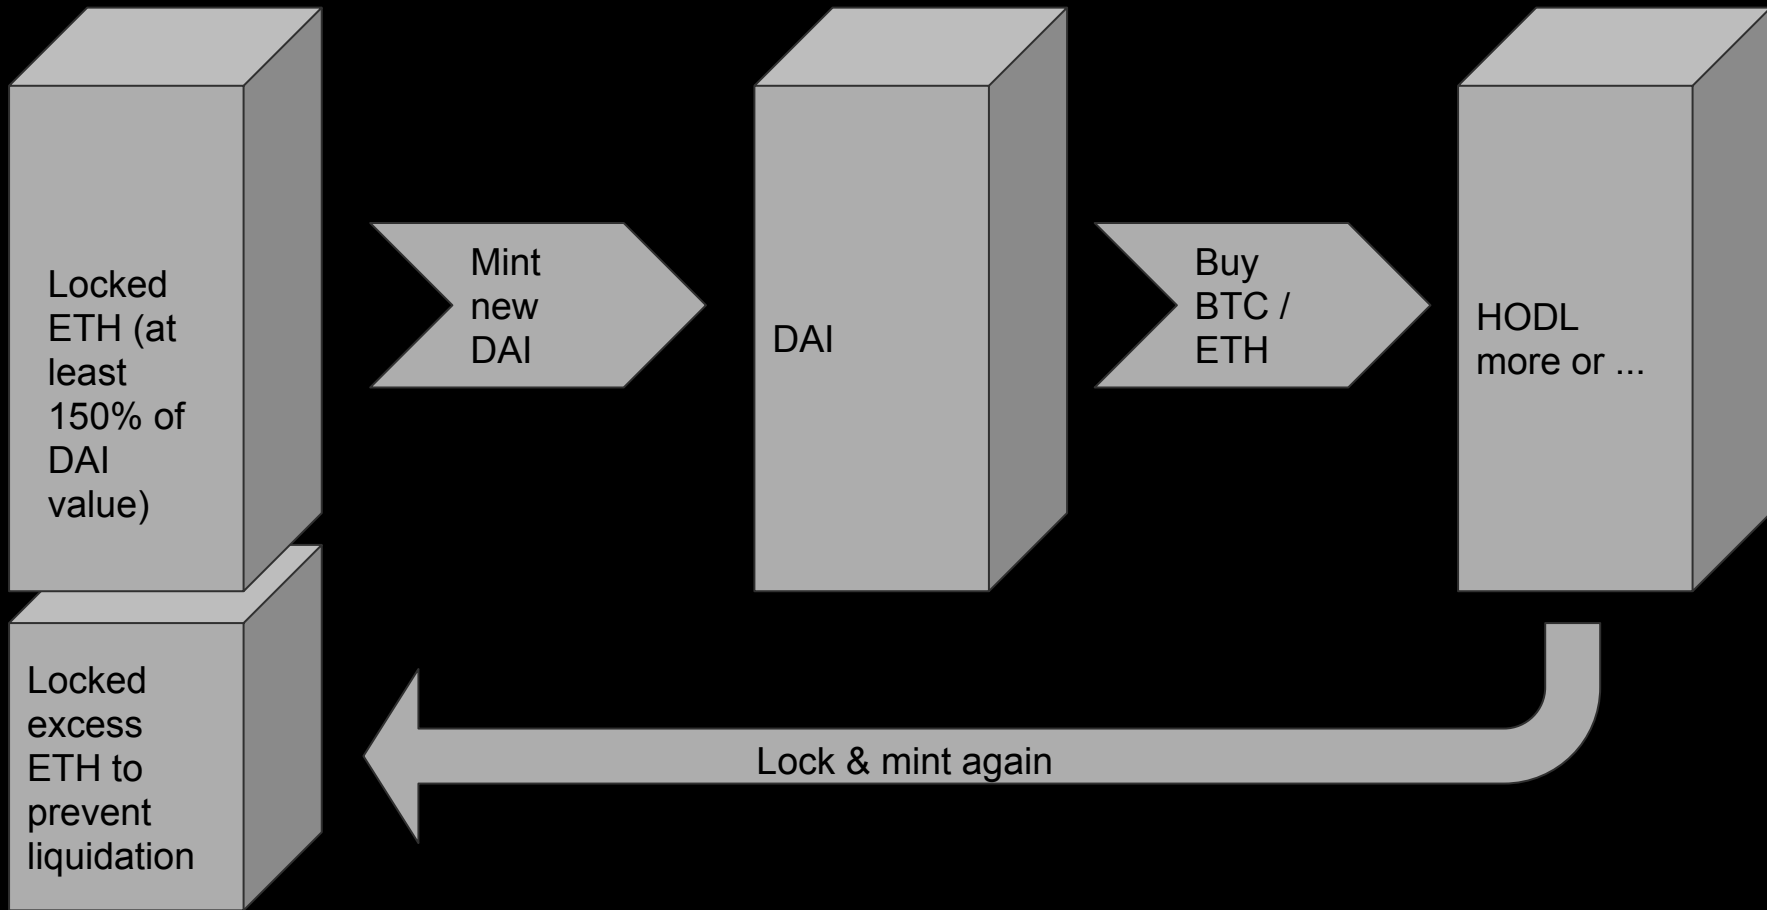 Locked
ETH (at
least
150% of
DAI
value)
Mint
new
DAI
DAI
Buy
BTC /
ETH
HODL
more or ...
Locked
excess
ETH to
prevent
liquidation
Lock & mint again